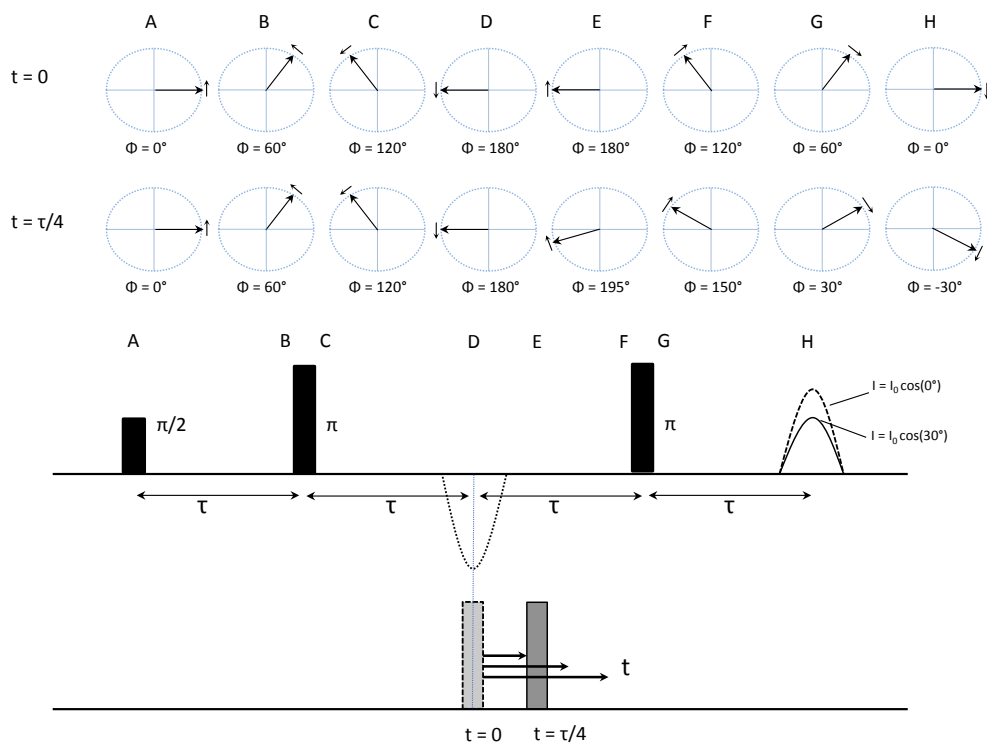 A B C D E F G H
t = 0
Φ = 0° Φ = 60° Φ = 120° Φ = 180° Φ = 180° Φ = 120° Φ = 60° Φ = 0°
t = τ/4
Φ = 0° Φ = 60° Φ = 120° Φ = 180° Φ = 195° Φ = 150° Φ = 30° Φ = -30°
A B C D E F G H
I = I₀ cos(0°)
π/2 π π I = I₀ cos(30°)
τ τ τ τ
t
t = 0 t = τ/4